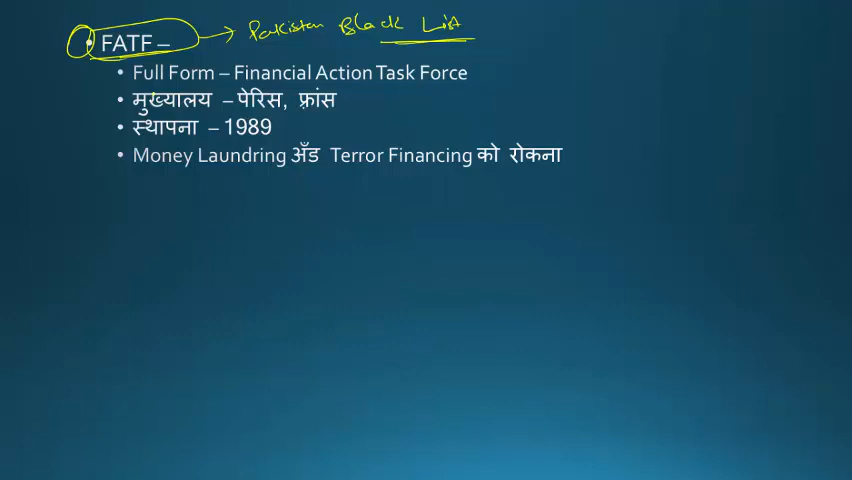 • FATF – → Pakistan Black List
• Full Form – Financial Action Task Force
• मुख्यालय – पेरिस, फ्रांस
• स्थापना – 1989
• Money Laundring अँड Terror Financing को रोकना